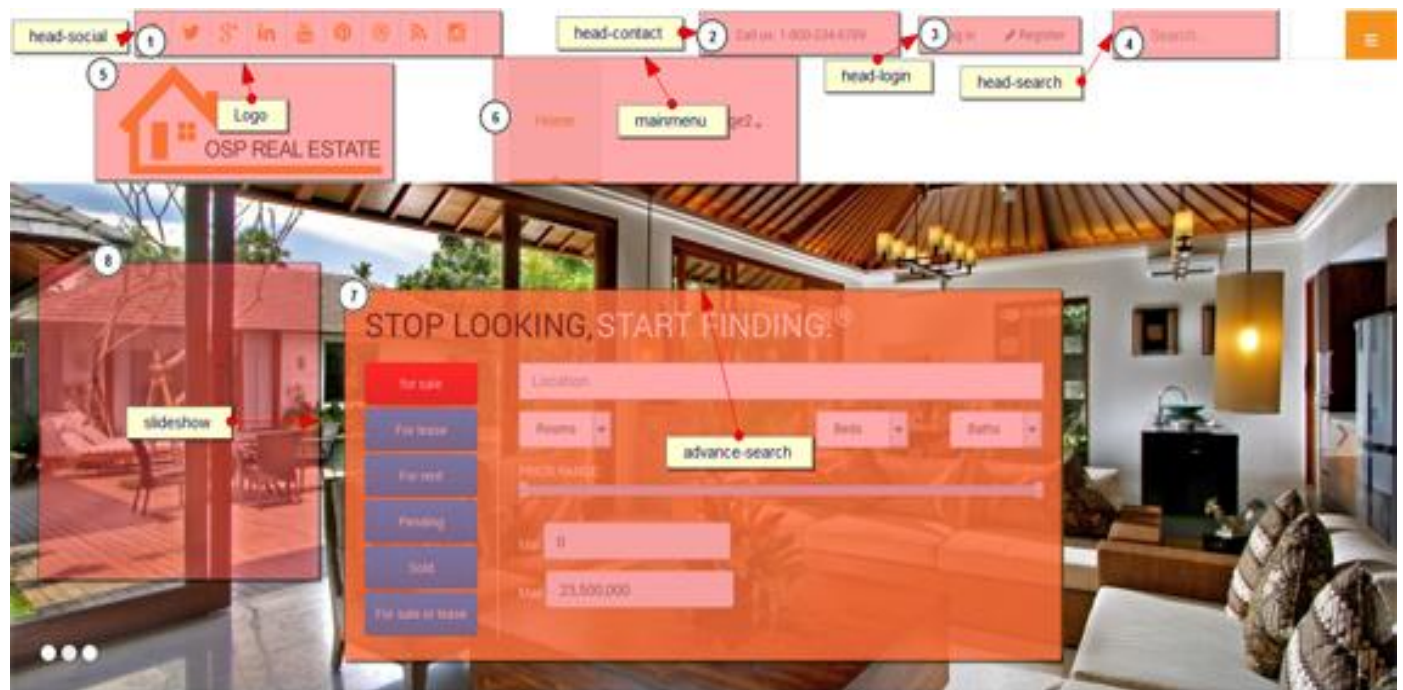 head-social
1
head-contact
2
Call us: 1-800-234-6789
3
Log in
Register
4
Search...
head-login
head-search
5
Logo
OSP REAL ESTATE
6
Home
mainmenu
8
7
STOP LOOKING, START FINDING.®
for sale
Location
slideshow
For lease
Rooms
Beds
Baths
advance-search
For rent
PRICE RANGE
Pending
0
Sold
23,500,000
For sale or lease